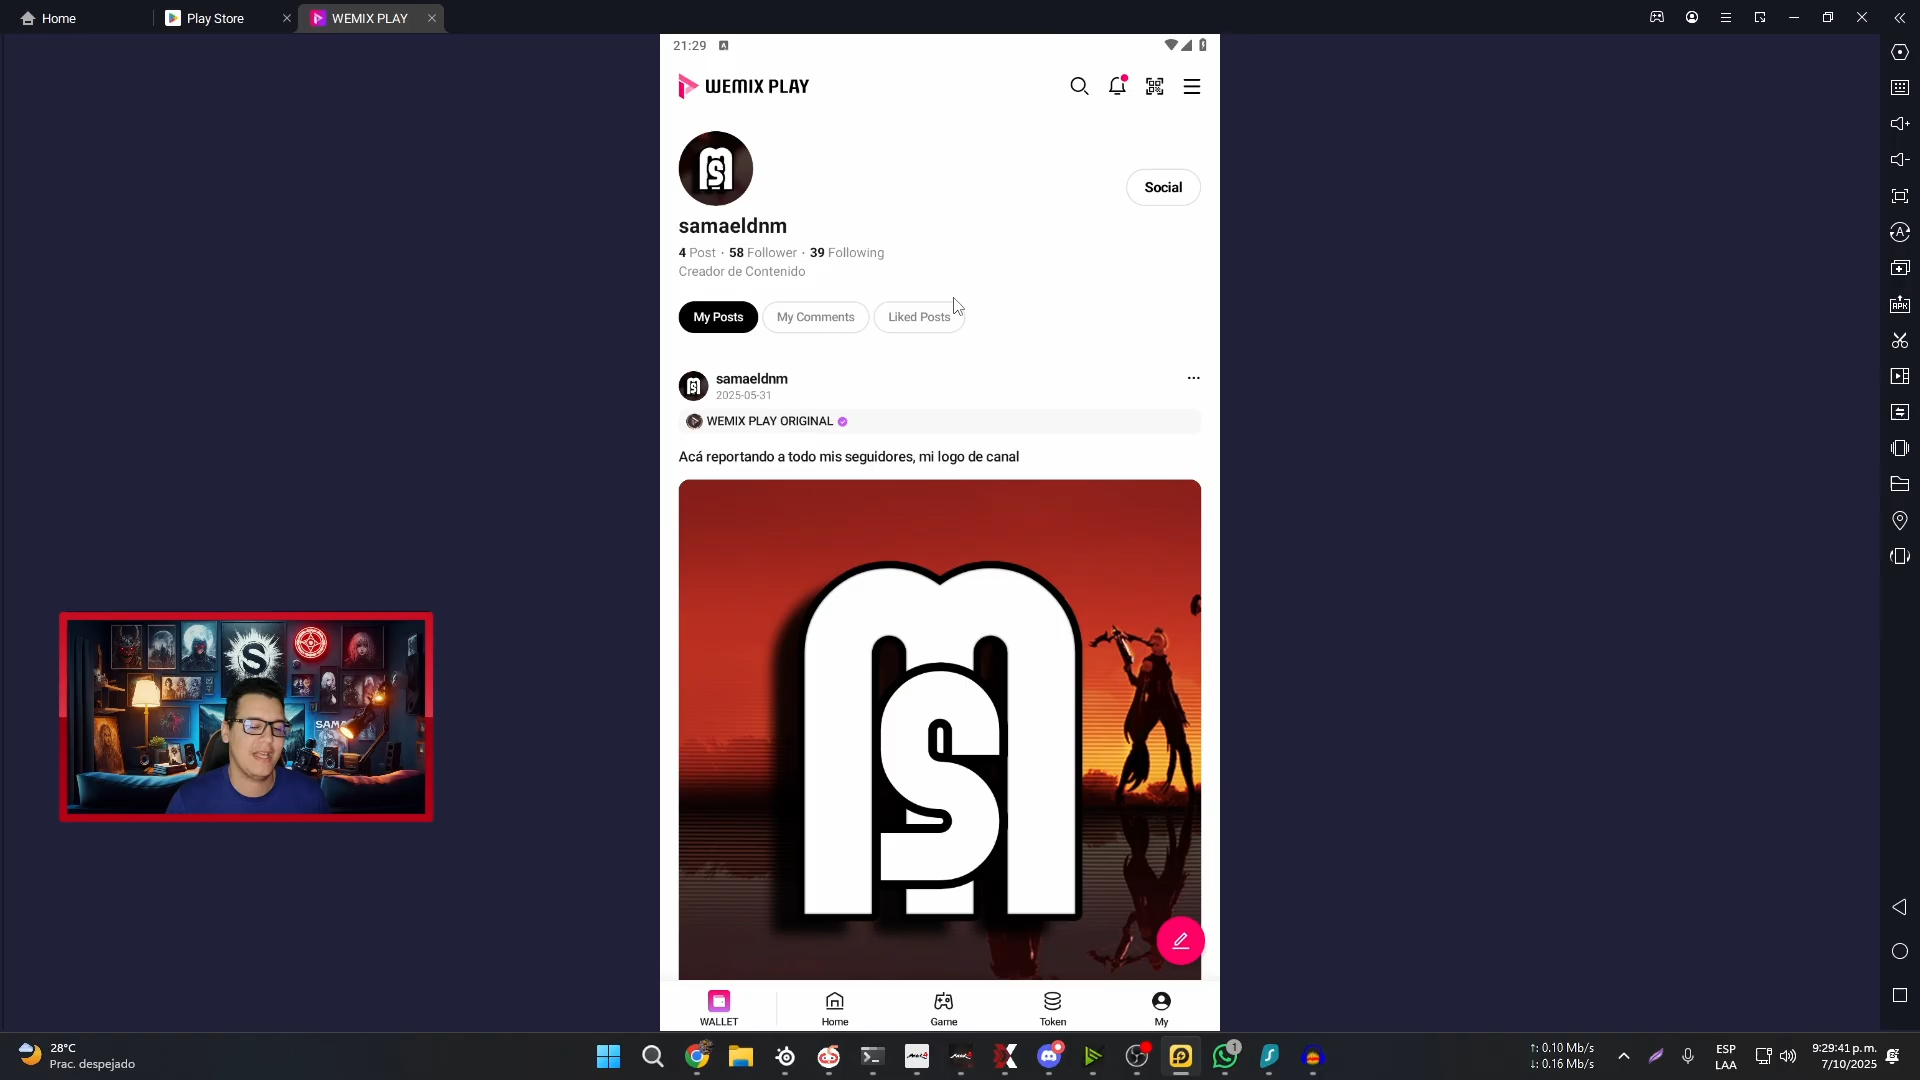 Home
Play Store
WEMIX PLAY
21:29
WEMIX PLAY
Social
samaeldnm
4 Post · 58 Follower · 39 Following
Creador de Contenido
My Posts
My Comments
Liked Posts
samaeldnm
2025-05-31
WEMIX PLAY ORIGINAL
Acá reportando a todo mis seguidores, mi logo de canal
WALLET
Home
Game
Token
My
28°C
Prac. despejado
1
↑: 0.10 Mb/s
↓: 0.16 Mb/s
ESP
LAA
9:29:41 p. m.
7/10/2025